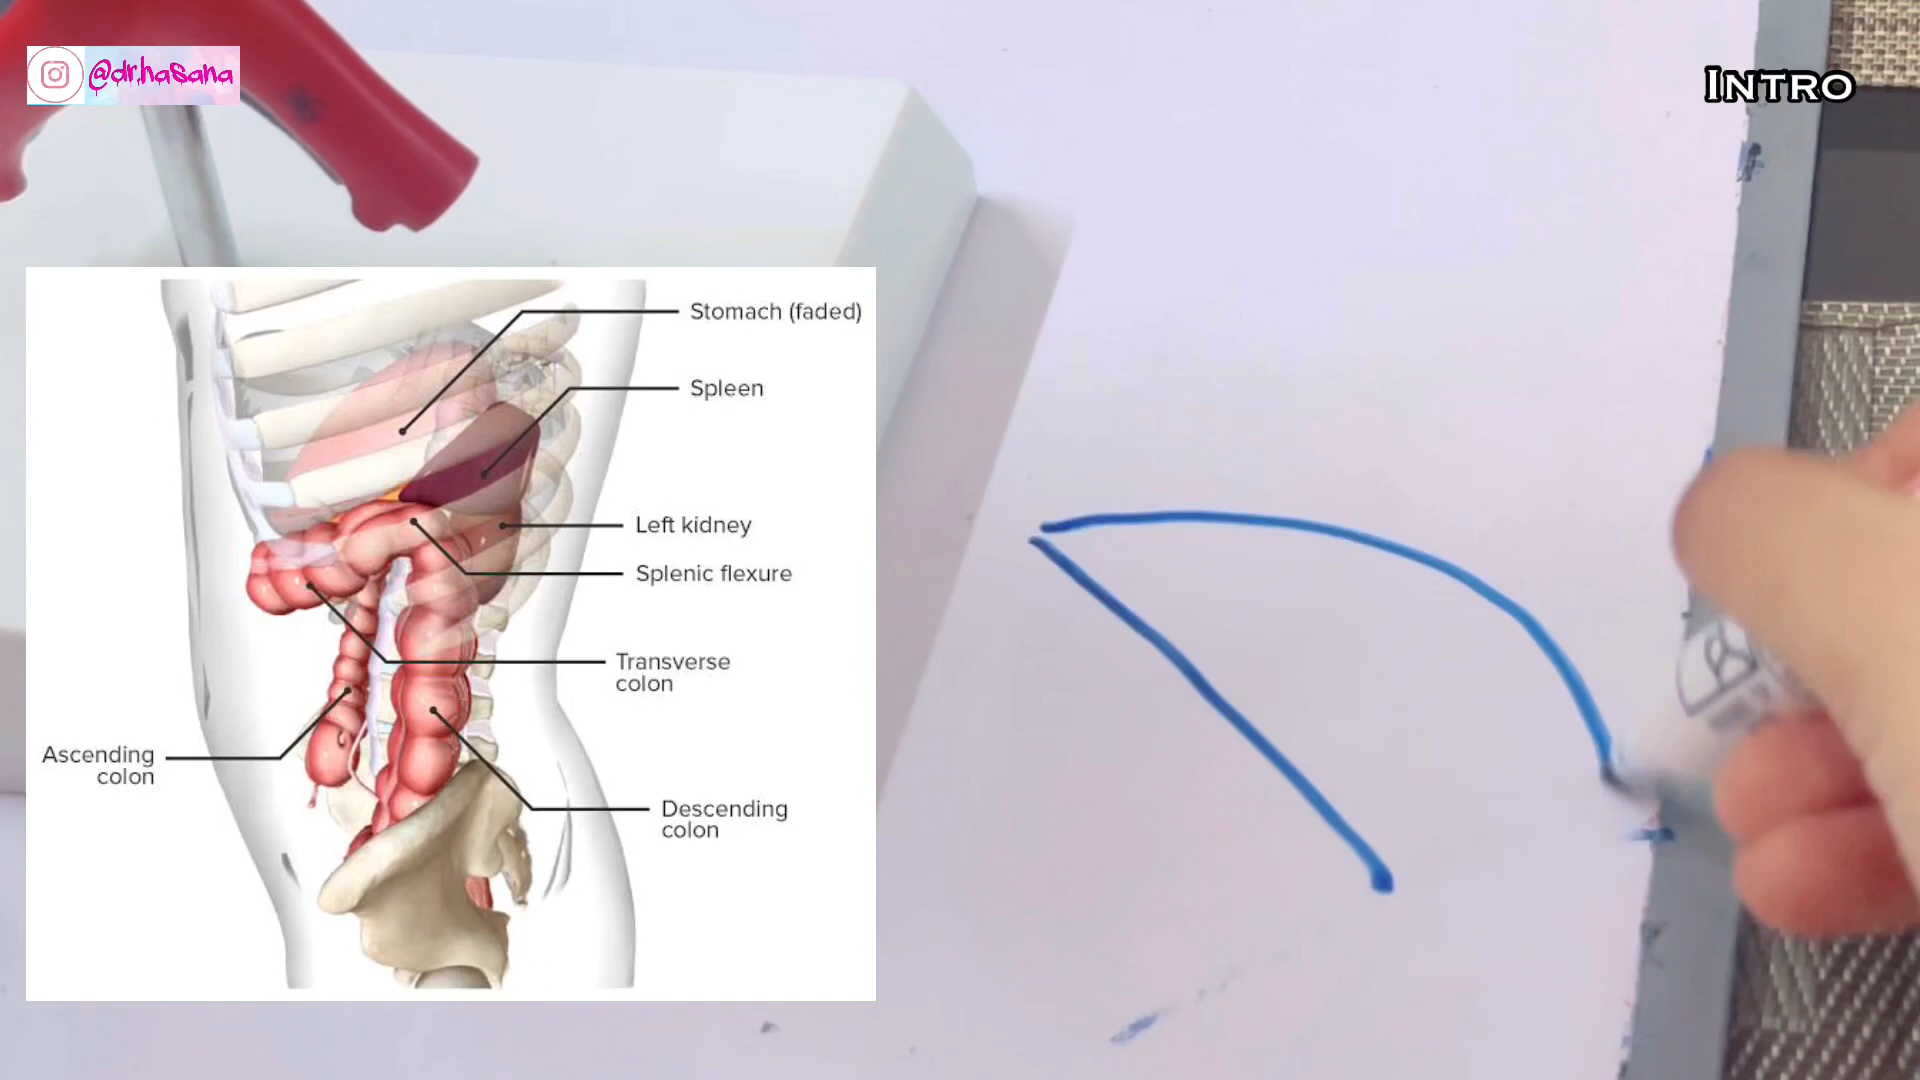 @dr.hasana
INTRO
Stomach (faded)
Spleen
Left kidney
Splenic flexure
Transverse
colon
Ascending
colon
Descending
colon